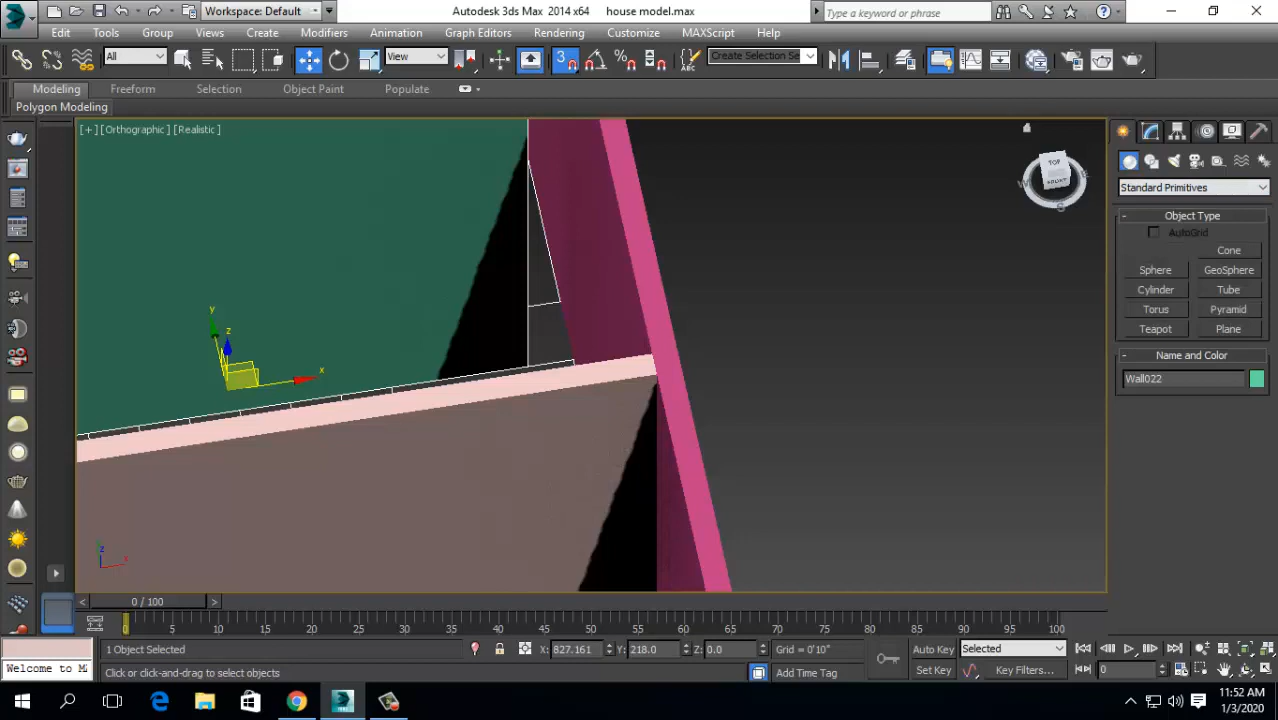 Workspace: Default
Autodesk 3ds Max 2014 x64 house model.max
Type a keyword or phrase
Edit Tools Group Views Create Modifiers Animation Graph Editors Rendering Customize MAXScript Help
All View Create Selection Se
Modeling Freeform Selection Object Paint Populate
Polygon Modeling
[+] [Orthographic] [Realistic]
TOP
FRONT
Standard Primitives
- Object Type
AutoGrid
Cone
Sphere GeoSphere
Cylinder Tube
Torus Pyramid
Teapot Plane
- Name and Color
Wall022
y
z
x
z
x
< 0 / 100 >
0 5 10 15 20 25 30 35 40 45 50 55 60 65 70 75 80 85 90 95 100
1 Object Selected X: 827.161 Y: 218.0 Z: 0.0 Grid = 0'10" Auto Key Selected
Welcome to M Click or click-and-drag to select objects Add Time Tag Set Key Key Filters... 0
11:52 AM
1/3/2020